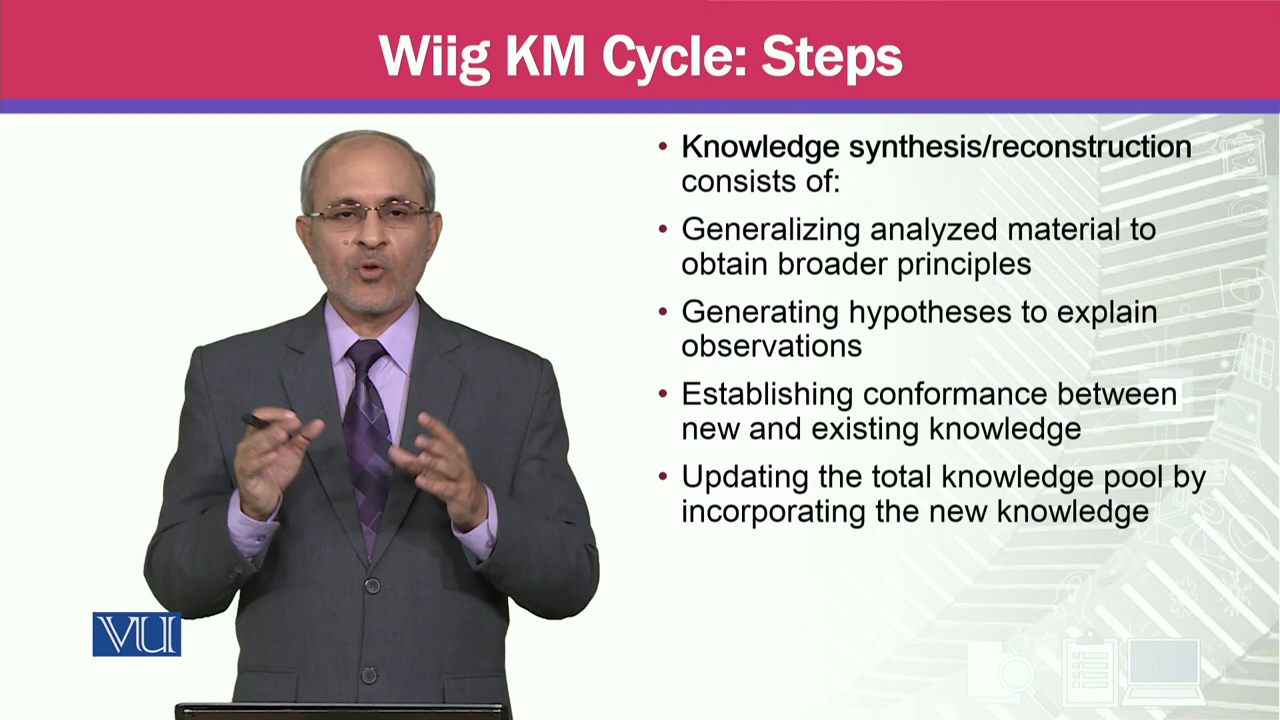 Wiig KM Cycle: Steps
• Knowledge synthesis/reconstruction
consists of:
• Generalizing analyzed material to
obtain broader principles
• Generating hypotheses to explain
observations
• Establishing conformance between
new and existing knowledge
• Updating the total knowledge pool by
incorporating the new knowledge
VU